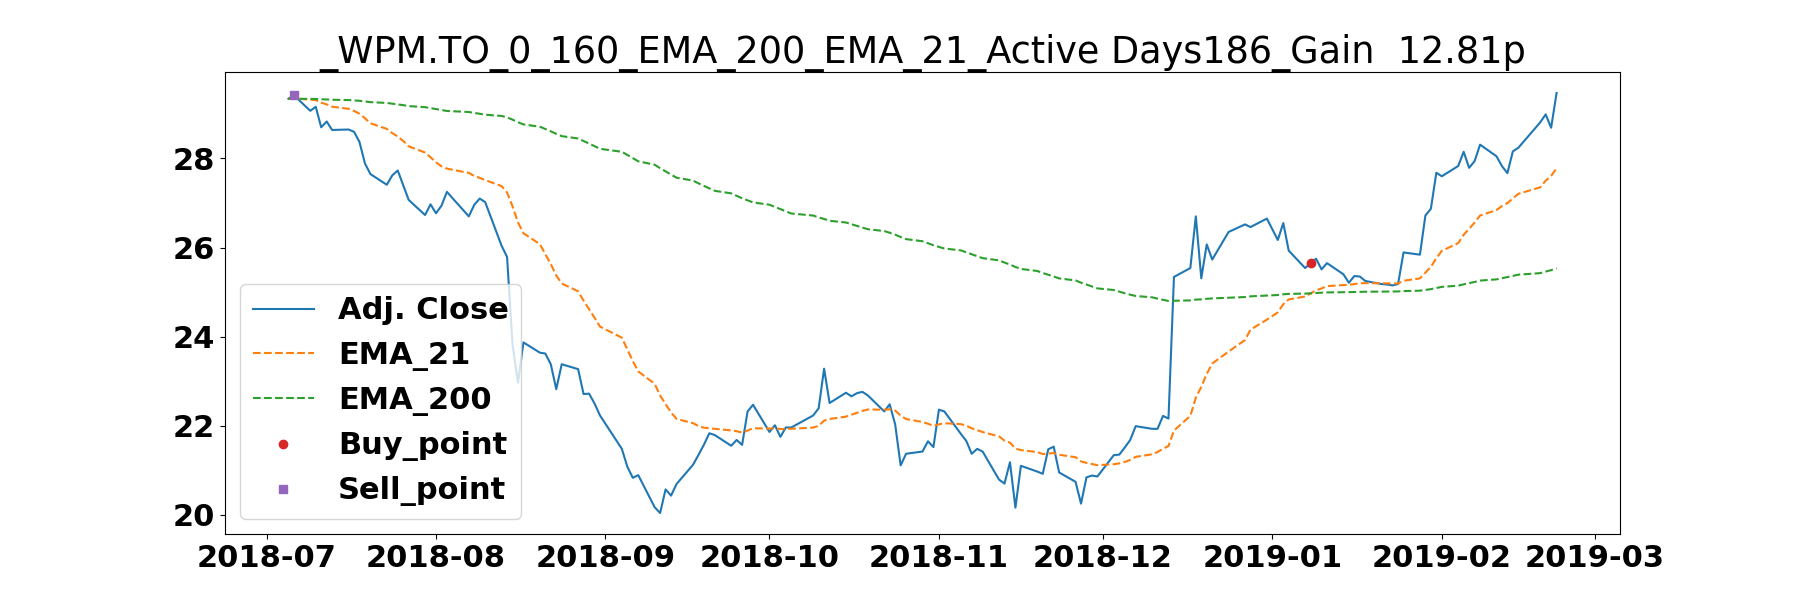 _WPM.TO_0_160_EMA_200_EMA_21_Active Days186_Gain  12.81p
28
26
24
22
20
Adj. Close
EMA_21
EMA_200
Buy_point
Sell_point
2018-07 2018-08 2018-09 2018-10 2018-11 2018-12 2019-01 2019-02 2019-03